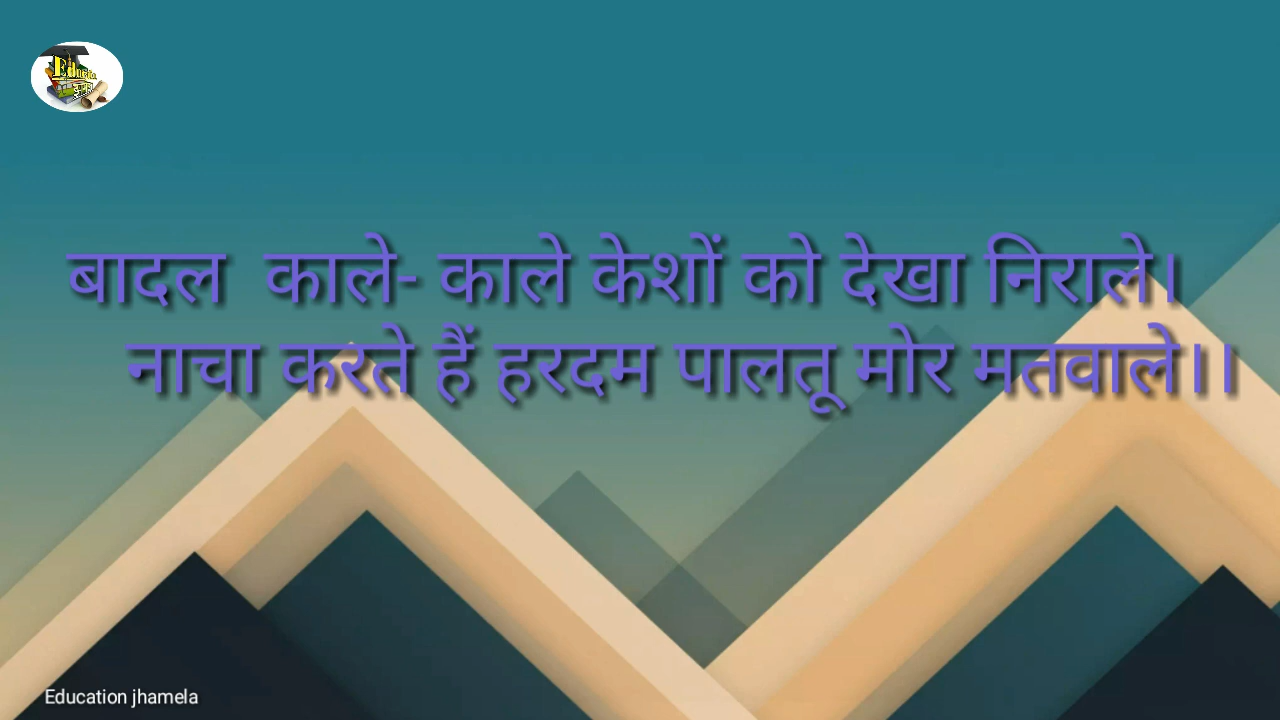 बादल काले- काले केशों को देखा निराले।
नाचा करते हैं हरदम पालतू मोर मतवाले।।
Education jhamela